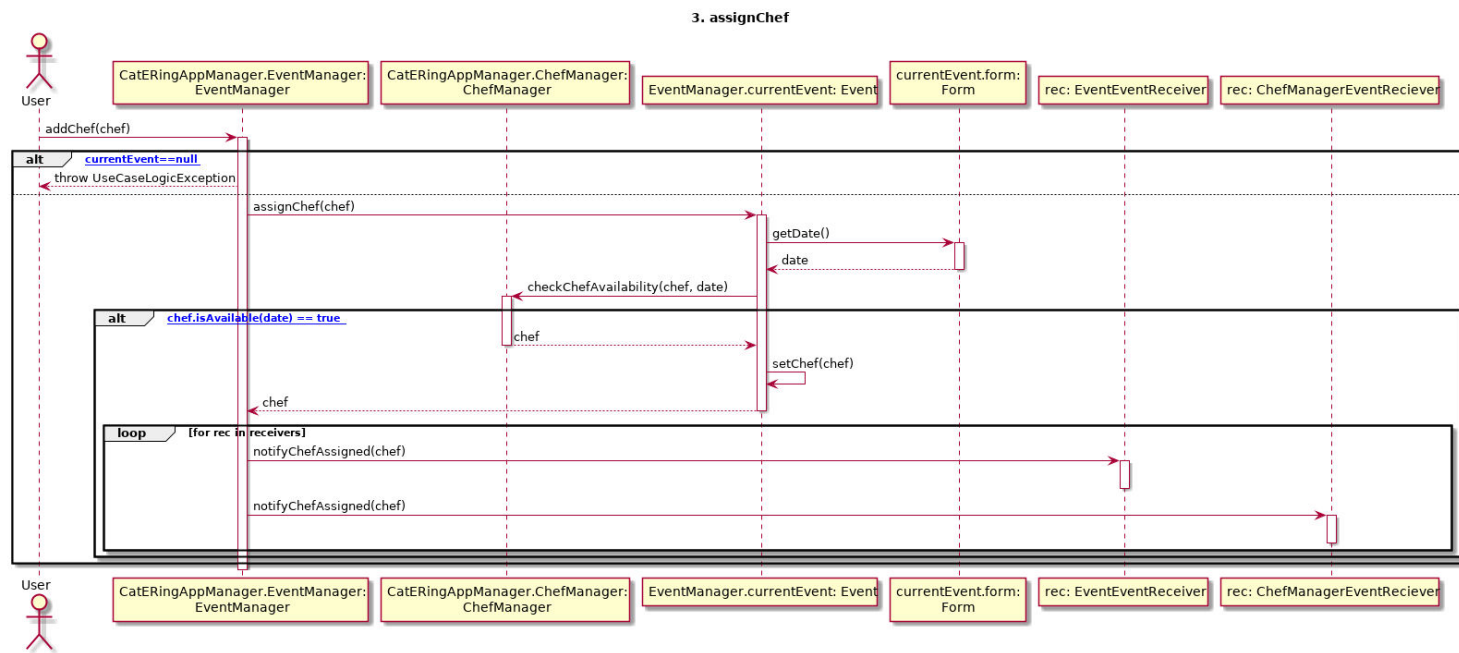 3. assignChef
User
CatERingAppManager.EventManager:
EventManager
CatERingAppManager.ChefManager:
ChefManager
EventManager.currentEvent: Event
currentEvent.form:
Form
rec: EventEventReceiver
rec: ChefManagerEventReciever
addChef(chef)
alt
currentEvent==null
throw UseCaseLogicException
assignChef(chef)
getDate()
date
checkChefAvailability(chef, date)
alt
chef.isAvailable(date) == true
chef
setChef(chef)
chef
loop
[for rec in receivers]
notifyChefAssigned(chef)
notifyChefAssigned(chef)
User
CatERingAppManager.EventManager:
EventManager
CatERingAppManager.ChefManager:
ChefManager
EventManager.currentEvent: Event
currentEvent.form:
Form
rec: EventEventReceiver
rec: ChefManagerEventReciever